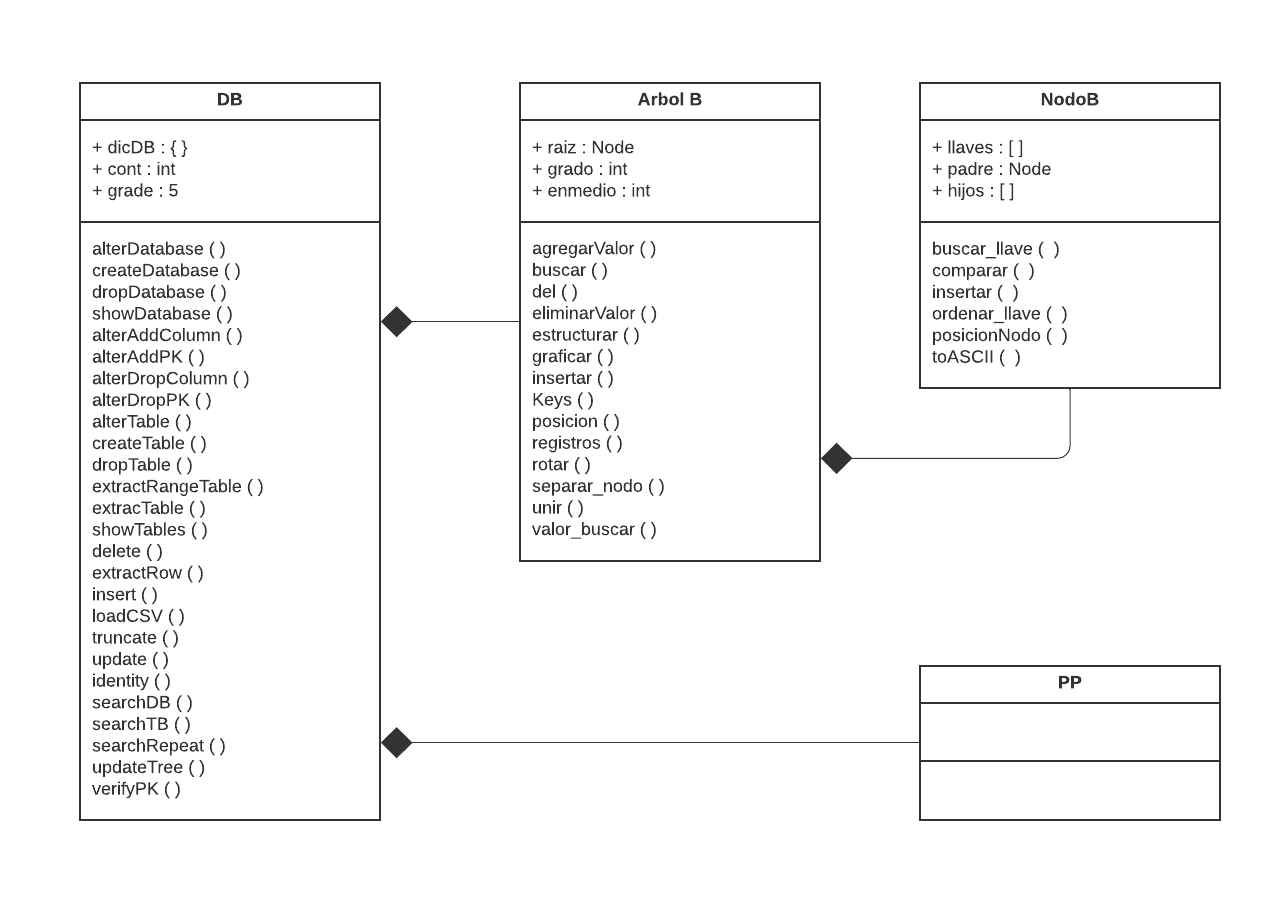 DB
+ dicDB : { }
+ cont : int
+ grade : 5
alterDatabase ( )
createDatabase ( )
dropDatabase ( )
showDatabase ( )
alterAddColumn ( )
alterAddPK ( )
alterDropColumn ( )
alterDropPK ( )
alterTable ( )
createTable ( )
dropTable ( )
extractRangeTable ( )
extracTable ( )
showTables ( )
delete ( )
extractRow ( )
insert ( )
loadCSV ( )
truncate ( )
update ( )
identity ( )
searchDB ( )
searchTB ( )
searchRepeat ( )
updateTree ( )
verifyPK ( )
Arbol B
+ raiz : Node
+ grado : int
+ enmedio : int
agregarValor ( )
buscar ( )
del ( )
eliminarValor ( )
estructurar ( )
graficar ( )
insertar ( )
Keys ( )
posicion ( )
registros ( )
rotar ( )
separar_nodo ( )
unir ( )
valor_buscar ( )
NodoB
+ llaves : [ ]
+ padre : Node
+ hijos : [ ]
buscar_llave (  )
comparar (  )
insertar (  )
ordenar_llave (  )
posicionNodo (  )
toASCII (  )
PP